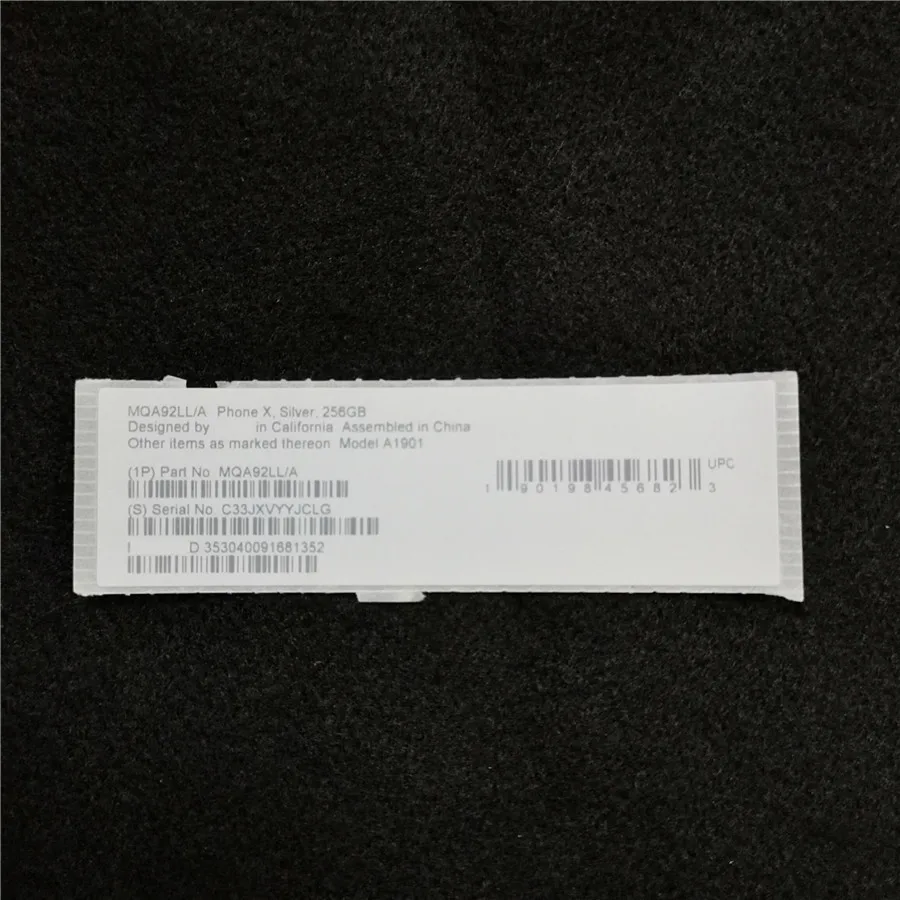 MQA92LL/A Phone X, Silver, 256GB
Designed by in California Assembled in China
Other items as marked thereon Model A1901
(1P) Part No. MQA92LL/A
(S) Serial No. C33JXVYYJCLG
I D 353040091681352
UPC
1 90198 45682 3